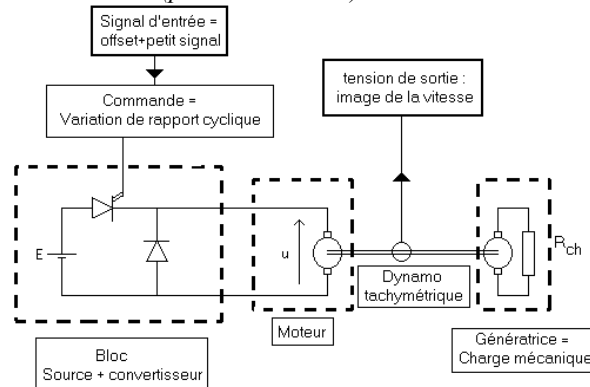 Signal d'entrée =
offset+petit signal
Commande =
Variation de rapport cyclique
tension de sortie :
image de la vitesse
E
u
R ch
Dynamo
tachymétrique
Moteur
Bloc
Source + convertisseur
Génératrice =
Charge mécanique